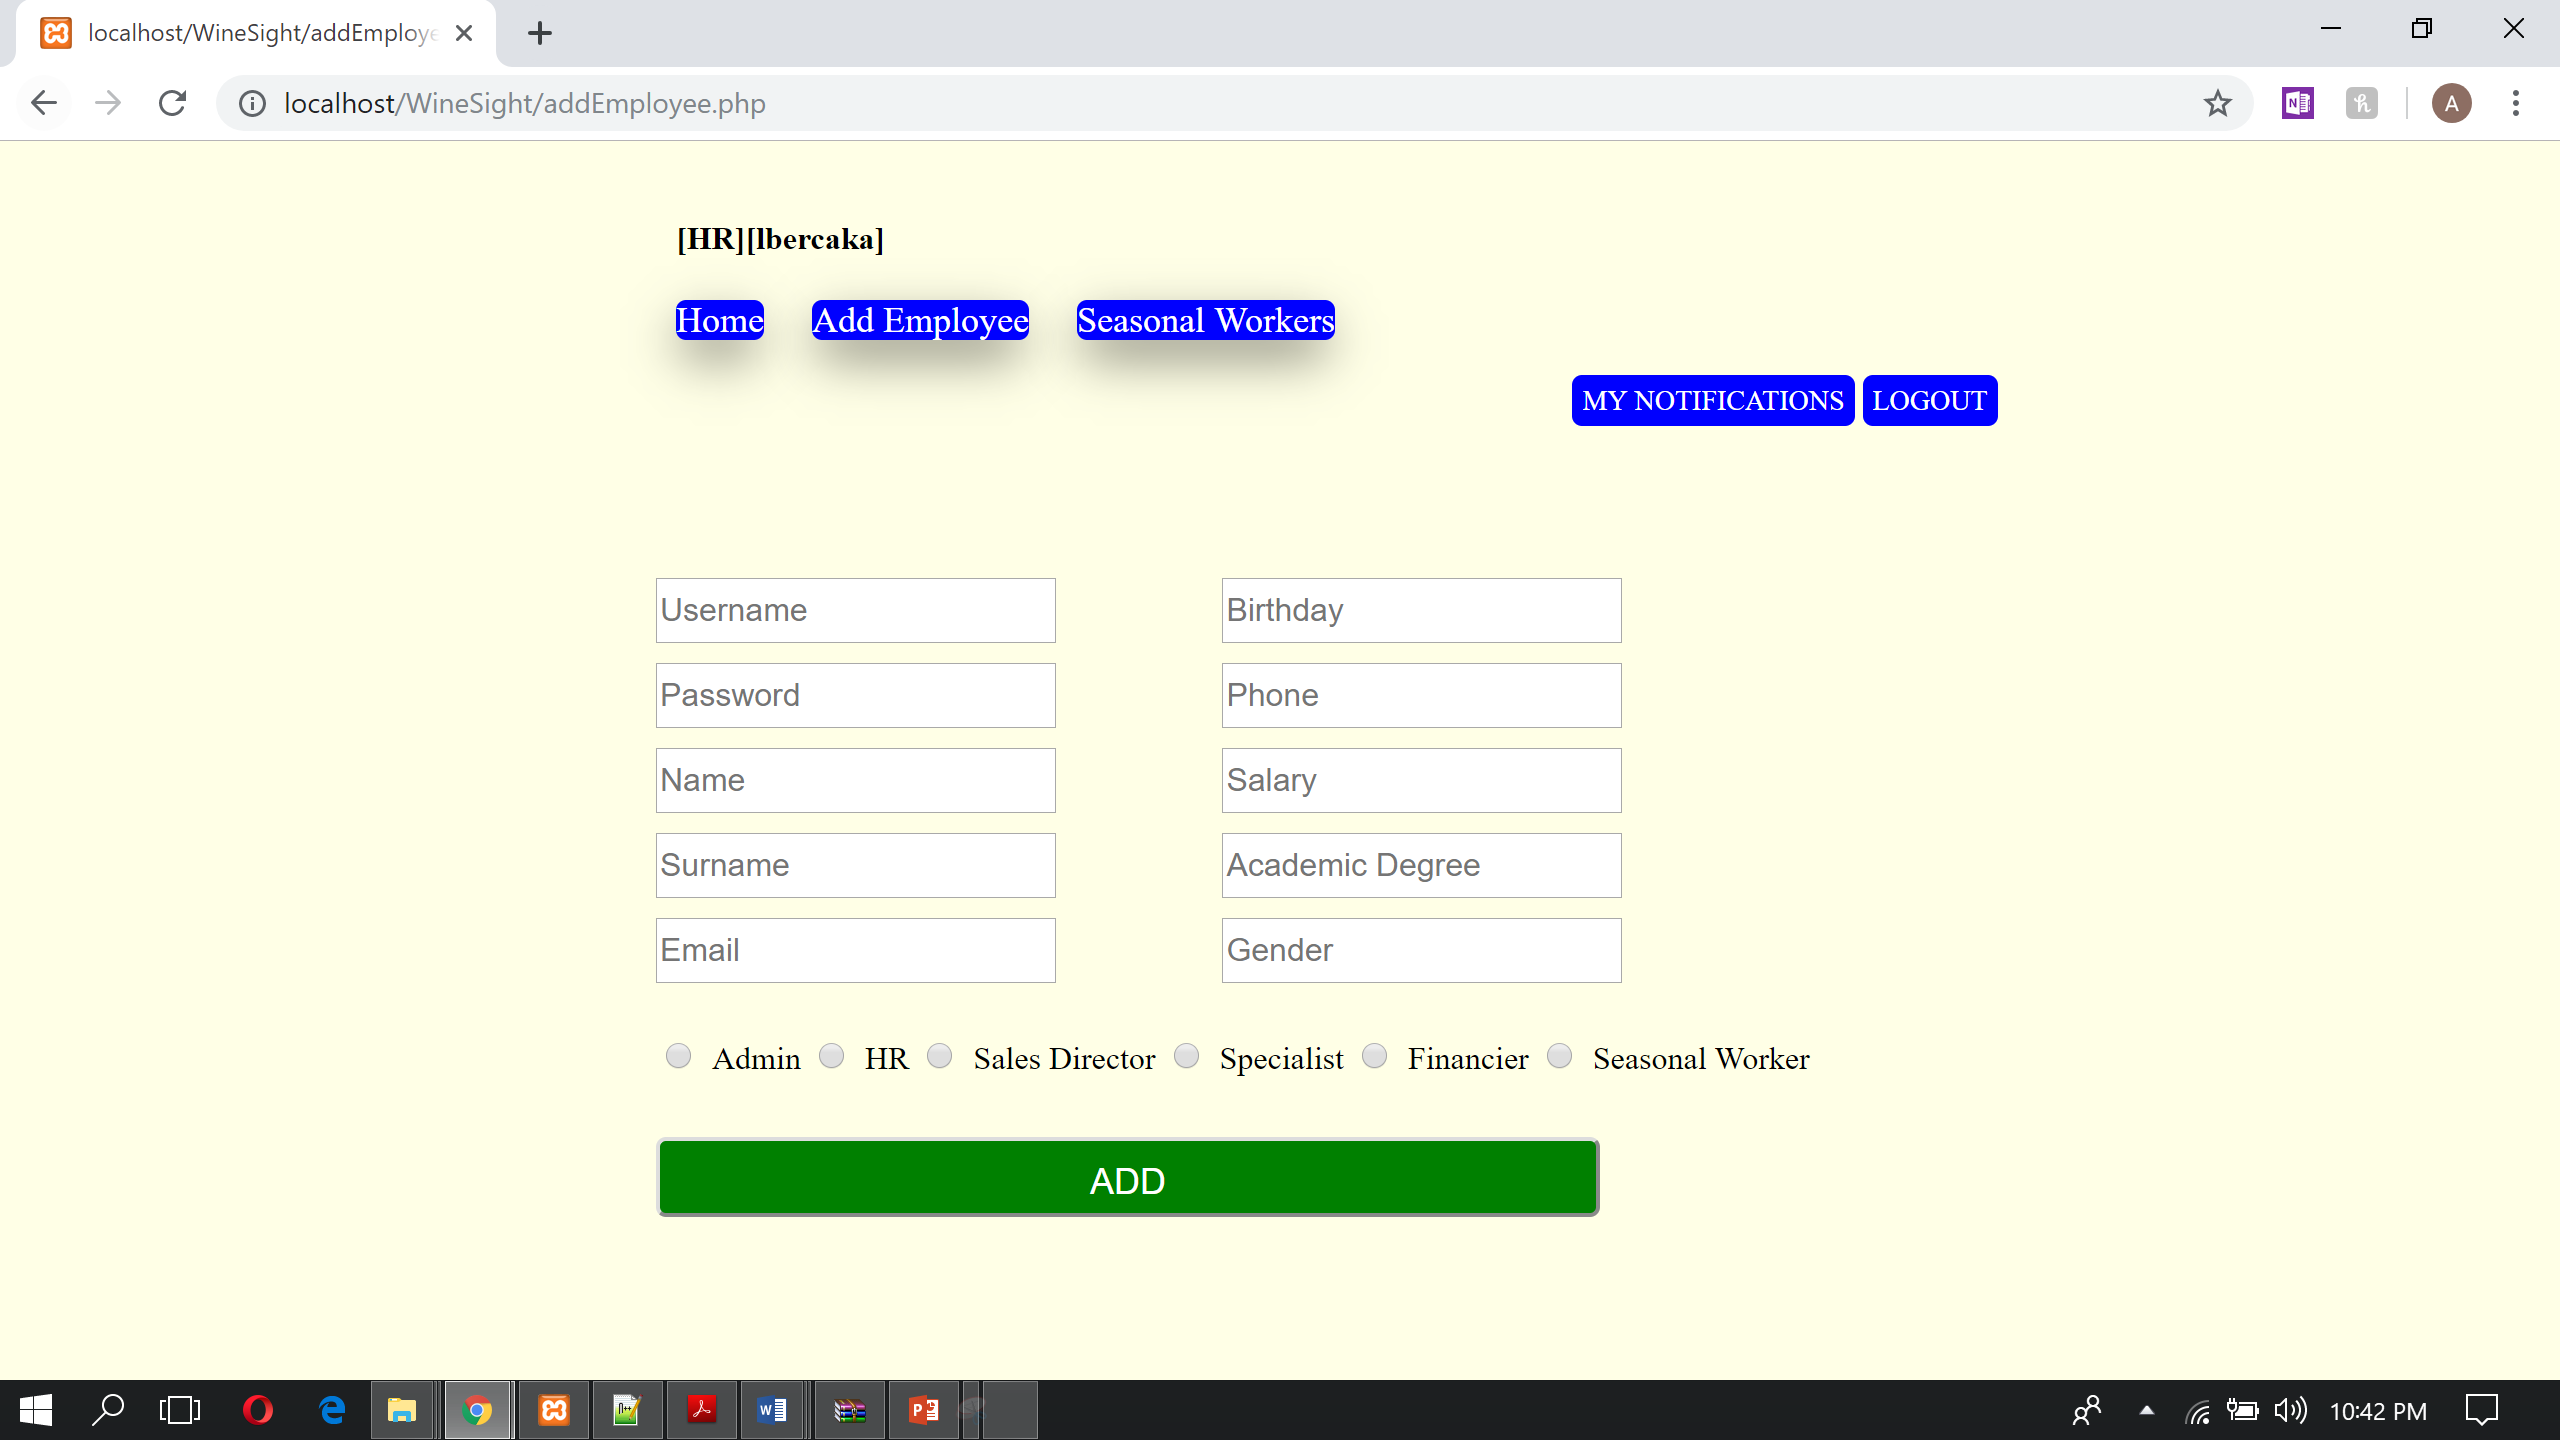 localhost/WineSight/addEmploye
localhost/WineSight/addEmployee.php
A
[HR][lbercaka]
Home Add Employee Seasonal Workers
MY NOTIFICATIONS LOGOUT
Username Birthday
Password Phone
Name Salary
Surname Academic Degree
Email Gender
Admin HR Sales Director Specialist Financier Seasonal Worker
ADD
10:42 PM